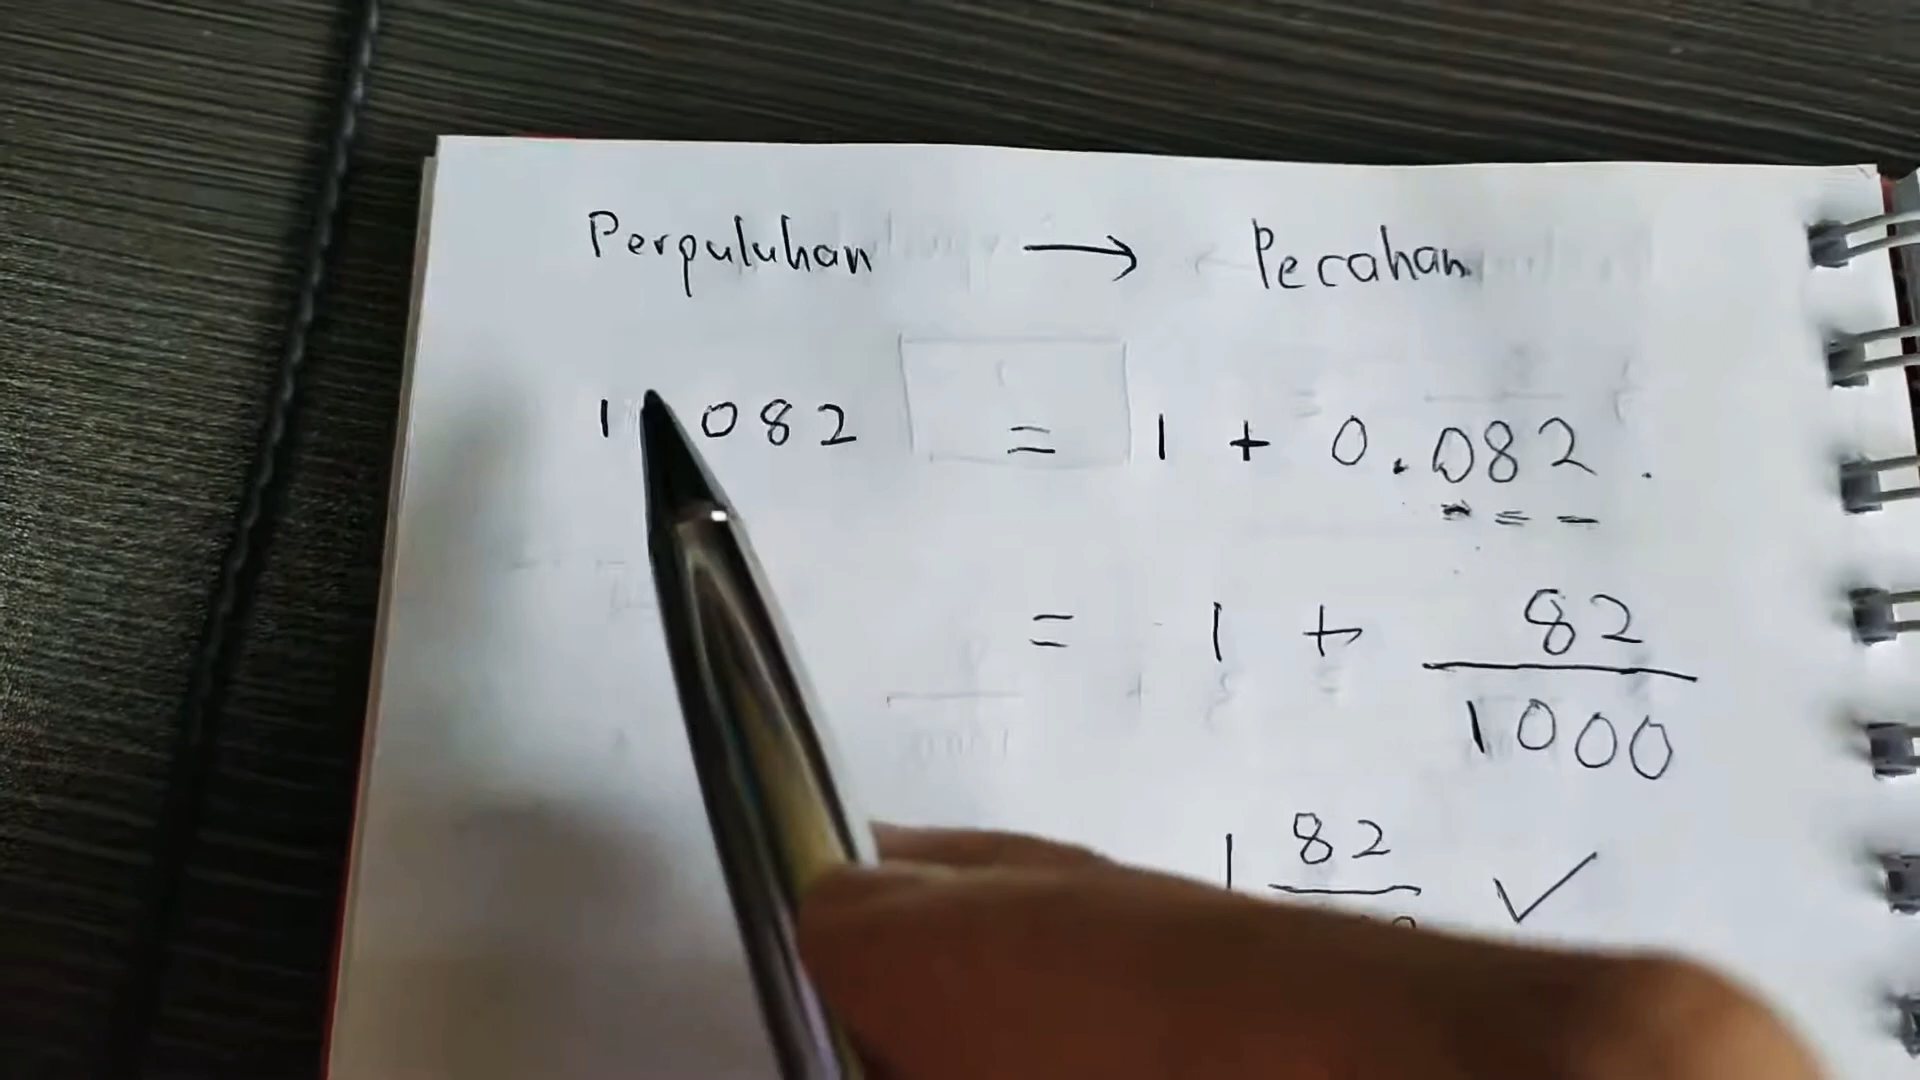 Perpuluhan → Pecahan
1 082 = 1 + 0.082.
= 1 + 82/1000
1 82